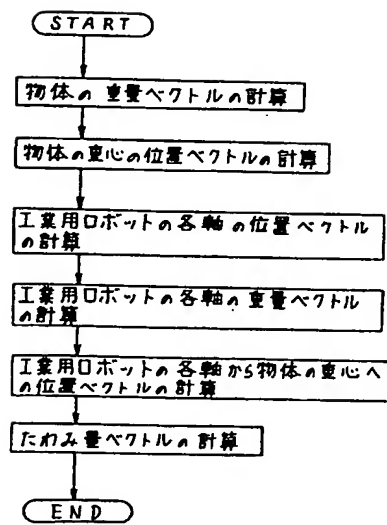 START
物体の重量ベクトルの計算
物体の重心の位置ベクトルの計算
工業用ロボットの各軸の位置ベクトル
の計算
工業用ロボットの各軸の重量ベクトル
の計算
工業用ロボットの各軸から物体の重心へ
の位置ベクトルの計算
たわみ量ベクトルの計算
END